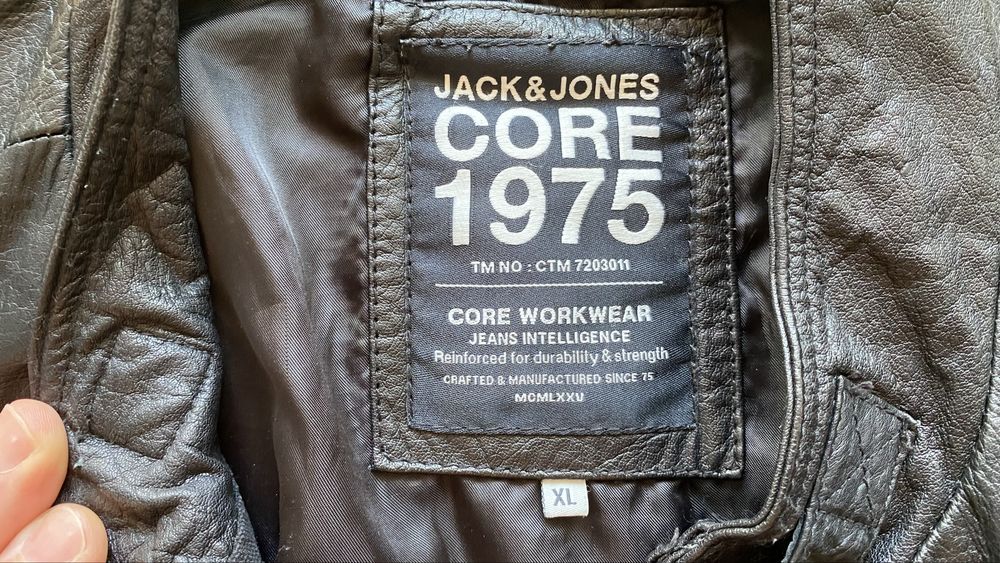 JACK&JONES
CORE
1975
TM NO : CTM 7203011
CORE WORKWEAR
JEANS INTELLIGENCE
Reinforced for durability & strength
CRAFTED & MANUFACTURED SINCE 75
MCMLXXV
XL